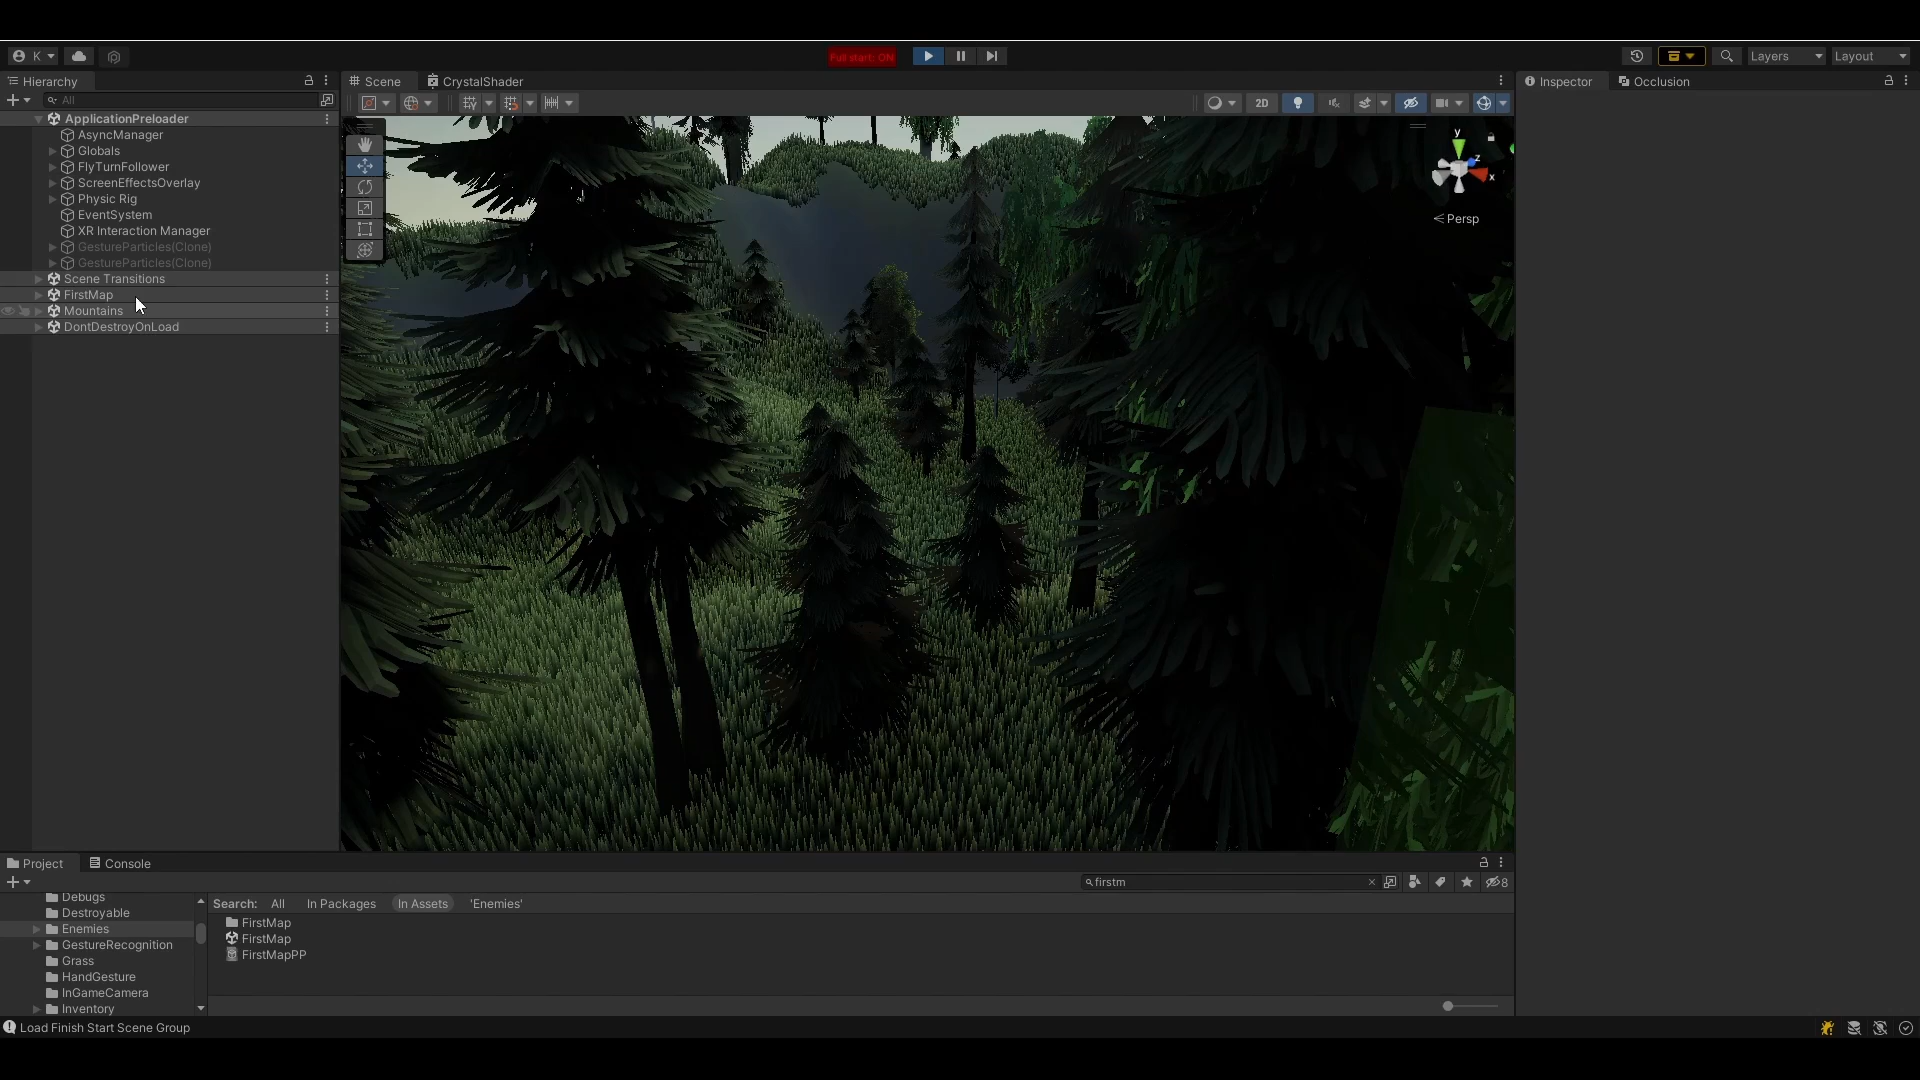 K
Full start: ON
Layers
Layout
Hierarchy
Scene
CrystalShader
Inspector
Occlusion
All
2D
ApplicationPreloader
AsyncManager
Globals
FlyTurnFollower
ScreenEffectsOverlay
Physic Rig
EventSystem
XR Interaction Manager
GestureParticles(Clone)
GestureParticles(Clone)
Scene Transitions
FirstMap
Mountains
DontDestroyOnLoad
y
z
x
Persp
Project
Console
firstm
8
Debugs
Destroyable
Enemies
GestureRecognition
Grass
HandGesture
InGameCamera
Inventory
Search:
All
In Packages
In Assets
'Enemies'
FirstMap
FirstMap
FirstMapPP
Load Finish Start Scene Group